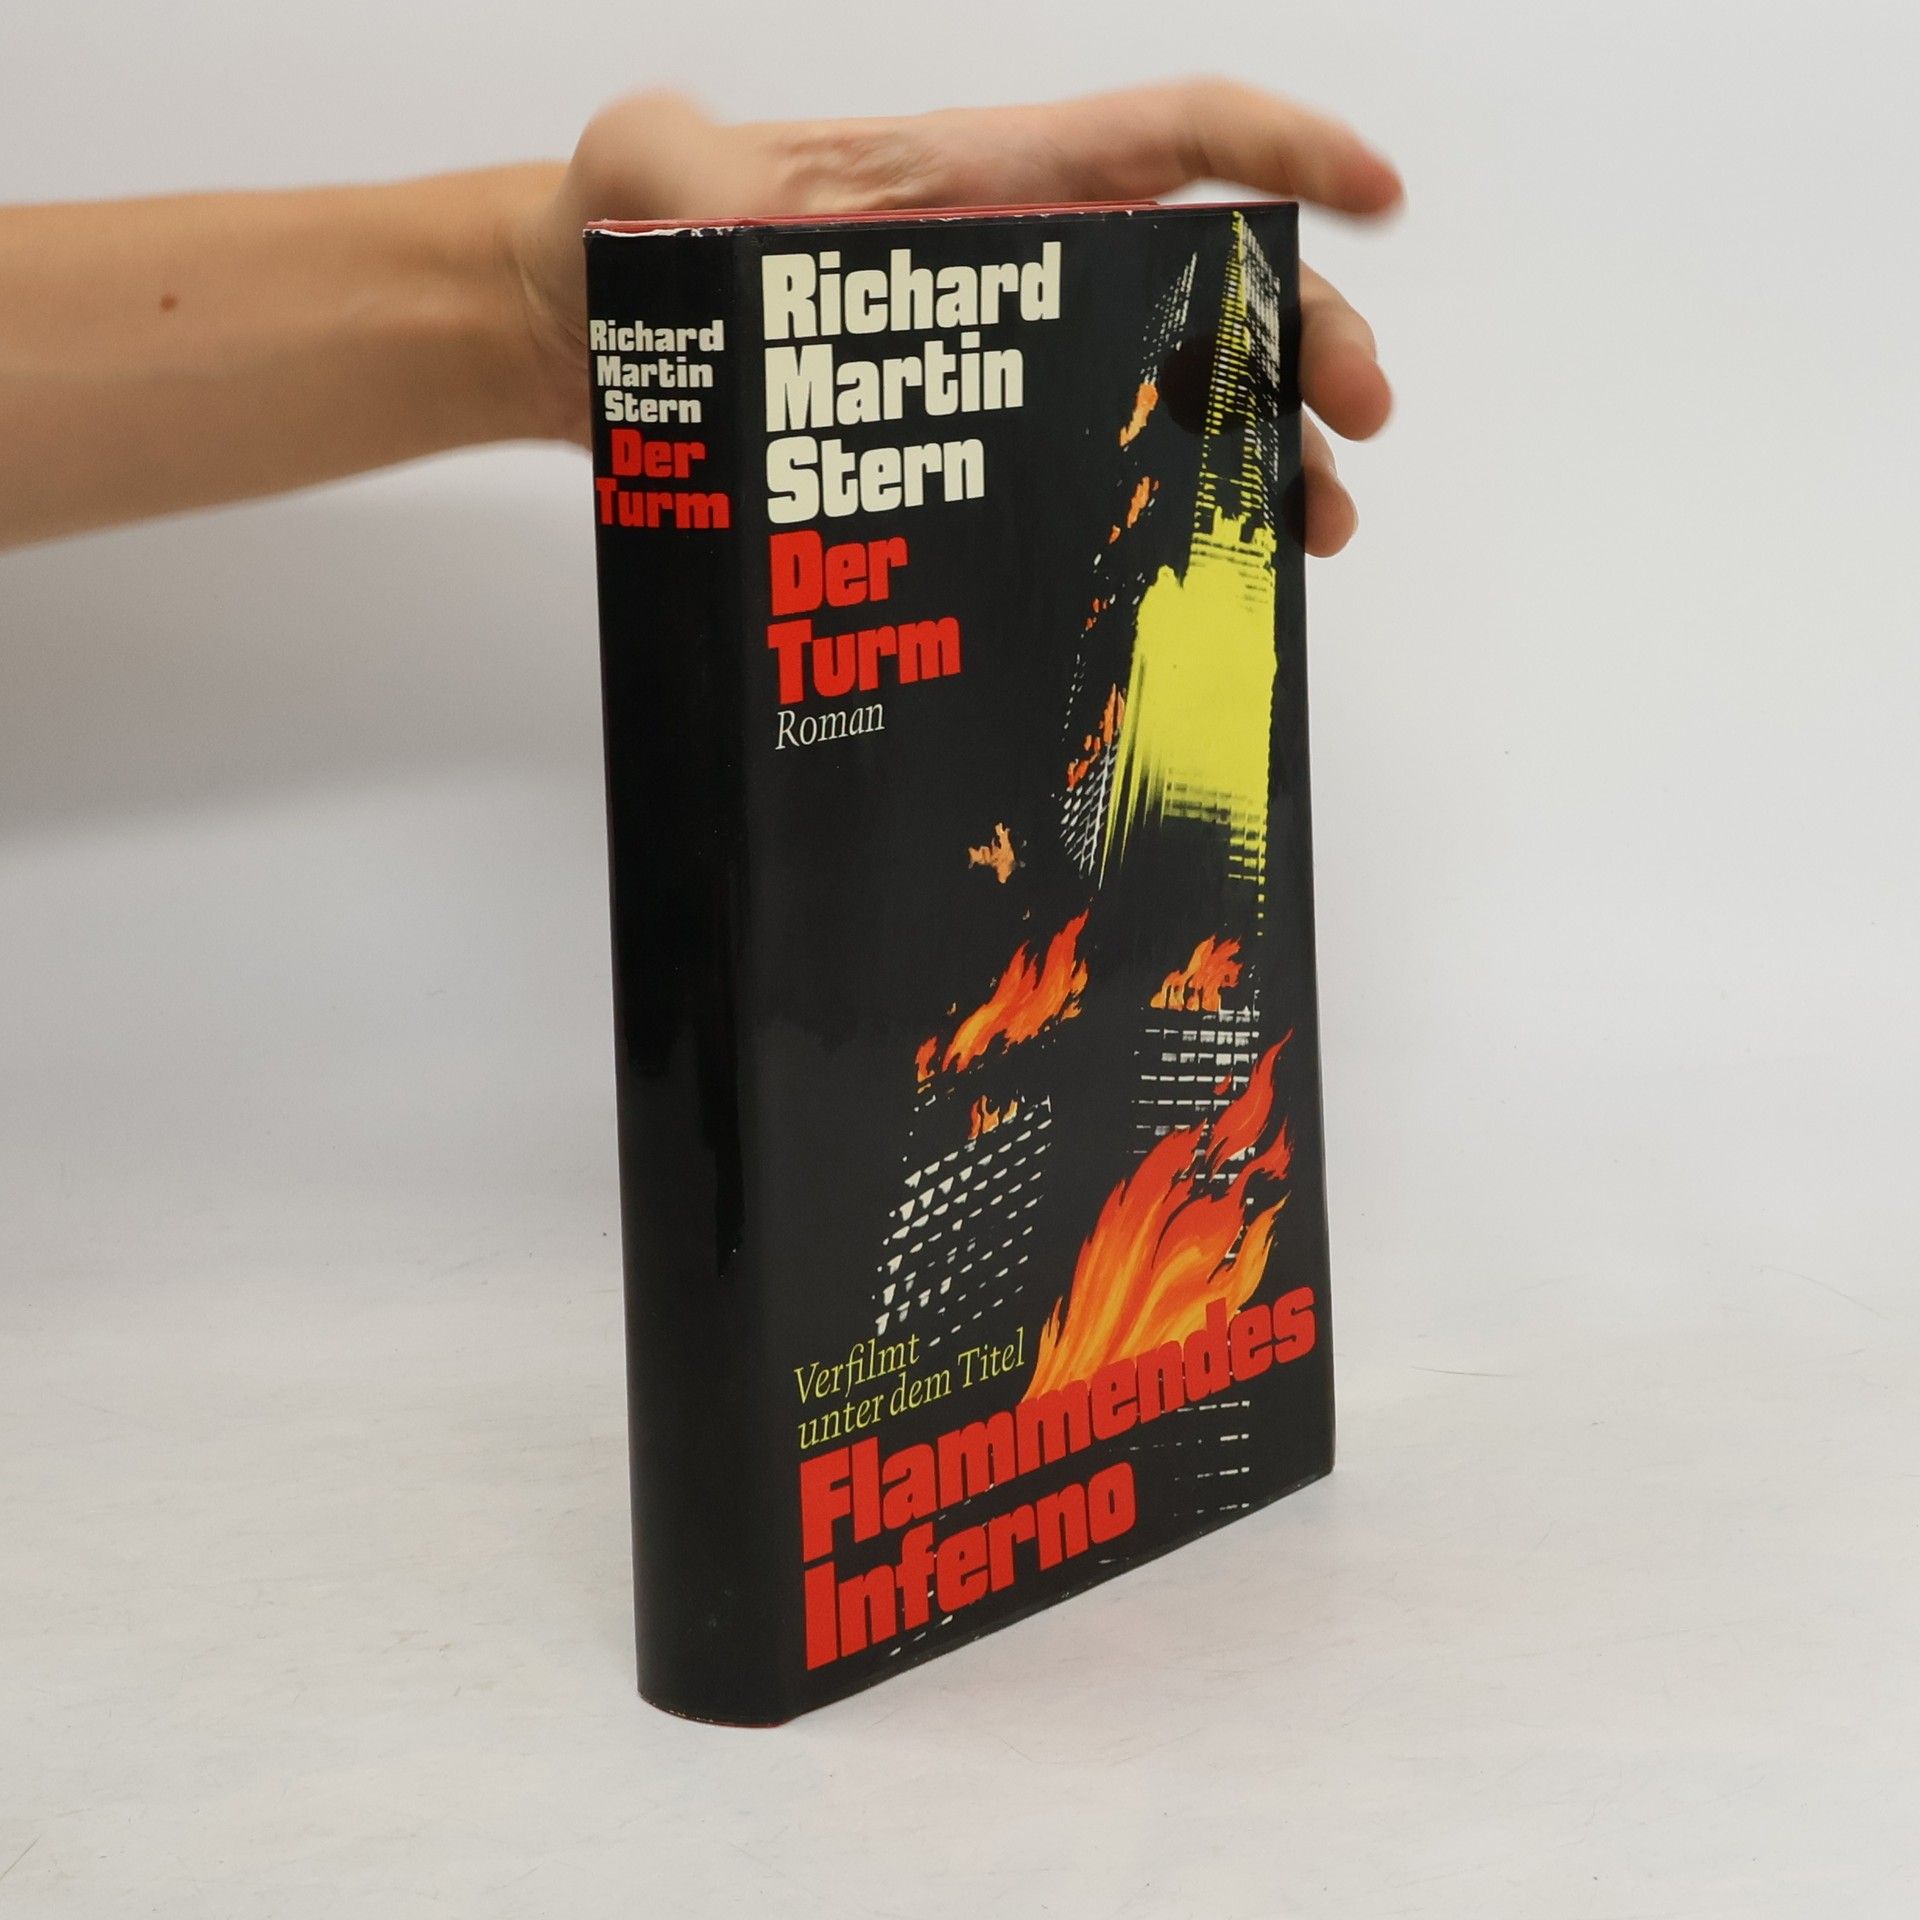 Richard
Martin
Stern
Der
Turm
Richard
Martin
Stern
Der
Turm
Roman
Verfilmt
unter dem Titel
Flammendes
Inferno